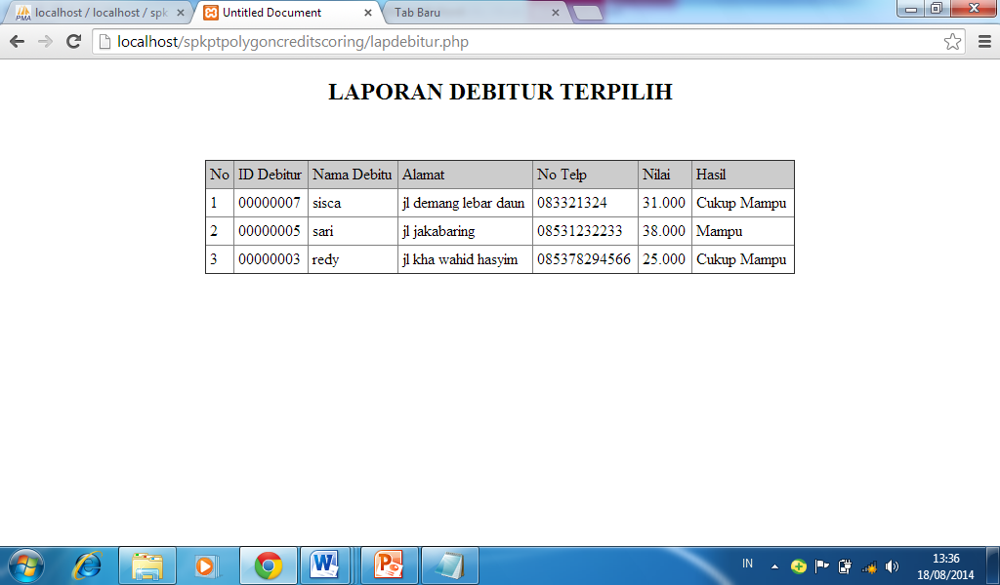 localhost / localhost / spk
Untitled Document
Tab Baru
localhost/spkptpolygoncreditscoring/lapdebitur.php
LAPORAN DEBITUR TERPILIH
No ID Debitur Nama Debitu Alamat No Telp Nilai Hasil
1 00000007 sisca jl demang lebar daun 083321324 31.000 Cukup Mampu
2 00000005 sari jl jakabaring 08531232233 38.000 Mampu
3 00000003 redy jl kha wahid hasyim 085378294566 25.000 Cukup Mampu
IN
13:36
18/08/2014